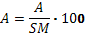 A = A / SM · 100